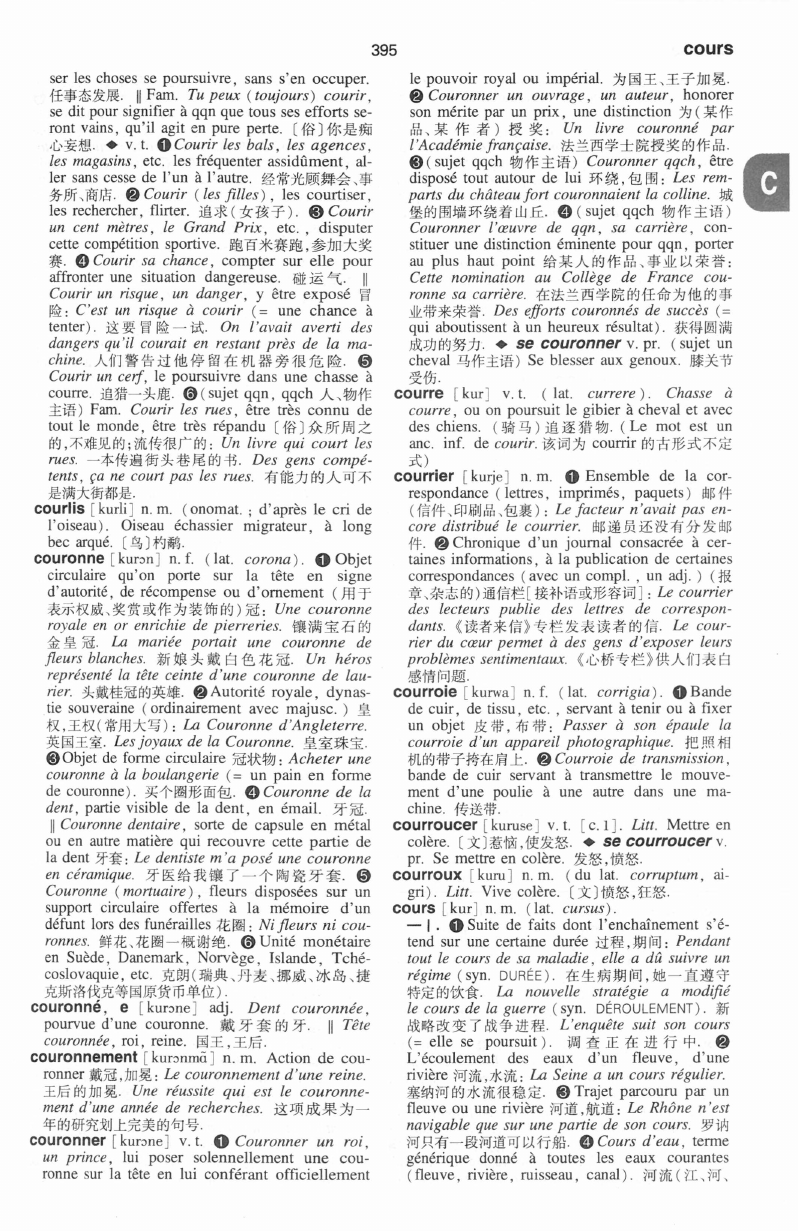 395
cours
ser les choses se poursuivre, sans s'en occuper.
任事态发展. ‖ Fam. Tu peux (toujours) courir,
se dit pour signifier à qqn que tous ses efforts se-
ront vains, qu'il agit en pure perte. 〔俗〕你是痴
心妄想. ◆ v. t. ❶ Courir les bals, les agences,
les magasins, etc. les fréquenter assidûment, al-
ler sans cesse de l'un à l'autre. 经常光顾舞会、事
务所、商店. ❷ Courir (les filles), les courtiser,
les rechercher, flirter. 追求(女孩子). ❸ Courir
un cent mètres, le Grand Prix, etc., disputer
cette compétition sportive. 跑百米赛跑,参加大奖
赛. ❹ Courir sa chance, compter sur elle pour
affronter une situation dangereuse. 碰运气. ‖
Courir un risque, un danger, y être exposé 冒
险: C'est un risque à courir (= une chance à
tenter). 这要冒险一试. On l'avait averti des
dangers qu'il courait en restant près de la ma-
chine. 人们警告过他停留在机器旁很危险. ❺
Courir un cerf, le poursuivre dans une chasse à
courre. 追猎一头鹿. ❻ (sujet qqn, qqch 人、物作
主语) Fam. Courir les rues, être très connu de
tout le monde, être très répandu 〔俗〕众所周之
的,不难见的;流传很广的: Un livre qui court les
rues. 一本传遍街头巷尾的书. Des gens compé-
tents, ça ne court pas les rues. 有能力的人可不
是满大街都是.
courlis [kurli] n. m. (onomat. ; d'après le cri de
l'oiseau). Oiseau échassier migrateur, à long
bec arqué. 〔鸟〕杓鹬.
couronne [kurɔn] n. f. (lat. corona). ❶ Objet
circulaire qu'on porte sur la tête en signe
d'autorité, de récompense ou d'ornement (用于
表示权威、奖赏或作为装饰的)冠: Une couronne
royale en or enrichie de pierreries. 镶满宝石的
金皇冠. La mariée portait une couronne de
fleurs blanches. 新娘头戴白色花冠. Un héros
représenté la tête ceinte d'une couronne de lau-
rier. 头戴桂冠的英雄. ❷ Autorité royale, dynas-
tie souveraine (ordinairement avec majusc.) 皇
权,王权(常用大写): La Couronne d'Angleterre.
英国王室. Les joyaux de la Couronne. 皇室珠宝.
❸ Objet de forme circulaire 冠状物: Acheter une
couronne à la boulangerie (= un pain en forme
de couronne). 买个圈形面包. ❹ Couronne de la
dent, partie visible de la dent, en émail. 牙冠.
‖ Couronne dentaire, sorte de capsule en métal
ou en autre matière qui recouvre cette partie de
la dent 牙套: Le dentiste m'a posé une couronne
en céramique. 牙医给我镶了一个陶瓷牙套. ❺
Couronne (mortuaire), fleurs disposées sur un
support circulaire offertes à la mémoire d'un
défunt lors des funérailles 花圈: Ni fleurs ni cou-
ronnes. 鲜花、花圈一概谢绝. ❻ Unité monétaire
en Suède, Danemark, Norvège, Islande, Tché-
coslovaquie, etc. 克朗(瑞典、丹麦、挪威、冰岛、捷
克斯洛伐克等国原货币单位).
couronné, e [kurɔne] adj. Dent couronnée,
pourvue d'une couronne. 戴牙套的牙. ‖ Tête
couronnée, roi, reine. 国王,王后.
couronnement [kurɔnmɑ̃] n. m. Action de cou-
ronner 戴冠,加冕: Le couronnement d'une reine.
王后的加冕. Une réussite qui est le couronne-
ment d'une année de recherches. 这项成果为一
年的研究划上完美的句号.
couronner [kurɔne] v. t. ❶ Couronner un roi,
un prince, lui poser solennellement une cou-
ronne sur la tête en lui conférant officiellement
le pouvoir royal ou impérial. 为国王、王子加冕.
❷ Couronner un ouvrage, un auteur, honorer
son mérite par un prix, une distinction 为(某作
品、某作者)授奖: Un livre couronné par
l'Académie française. 法兰西学士院授奖的作品.
❸ (sujet qqch 物作主语) Couronner qqch, être
disposé tout autour de lui 环绕,包围: Les rem-
parts du château fort couronnaient la colline. 城
堡的围墙环绕着山丘. ❹ (sujet qqch 物作主语)
Couronner l'œuvre de qqn, sa carrière, con-
stituer une distinction éminente pour qqn, porter
au plus haut point 给某人的作品、事业以荣誉:
Cette nomination au Collège de France cou-
ronne sa carrière. 在法兰西学院的任命为他的事
业带来荣誉. Des efforts couronnés de succès (=
qui aboutissent à un heureux résultat). 获得圆满
成功的努力. ◆ se couronner v. pr. (sujet un
cheval 马作主语) Se blesser aux genoux. 膝关节
受伤.
courre [kur] v. t. (lat. currere). Chasse à
courre, ou on poursuit le gibier à cheval et avec
des chiens. (骑马)追逐猎物. (Le mot est un
anc. inf. de courir. 该词为 courrir 的古形式不定
式)
courrier [kurje] n. m. ❶ Ensemble de la cor-
respondance (lettres, imprimés, paquets) 邮件
(信件、印刷品、包裹): Le facteur n'avait pas en-
core distribué le courrier. 邮递员还没有分发邮
件. ❷ Chronique d'un journal consacrée à cer-
taines informations, à la publication de certaines
correspondances (avec un compl. , un adj. ) (报
章、杂志的)通信栏[接补语或形容词]: Le courrier
des lecteurs publie des lettres de correspon-
dants. 《读者来信》专栏发表读者的信. Le cour-
rier du cœur permet à des gens d'exposer leurs
problèmes sentimentaux. 《心桥专栏》供人们表白
感情问题.
courroie [kurwa] n. f. (lat. corrigia). ❶ Bande
de cuir, de tissu, etc. , servant à tenir ou à fixer
un objet 皮带,布带: Passer à son épaule la
courroie d'un appareil photographique. 把照相
机的带子挎在肩上. ❷ Courroie de transmission,
bande de cuir servant à transmettre le mouve-
ment d'une poulie à une autre dans une ma-
chine. 传送带.
courroucer [kuruse] v. t. [c. 1]. Litt. Mettre en
colère. 〔文〕惹恼,使发怒. ◆ se courroucer v.
pr. Se mettre en colère. 发怒,愤怒.
courroux [kuru] n. m. (du lat. corruptum, ai-
gri). Litt. Vive colère. 〔文〕愤怒,狂怒.
cours [kur] n. m. (lat. cursus).
— I. ❶ Suite de faits dont l'enchaînement s'é-
tend sur une certaine durée 过程,期间: Pendant
tout le cours de sa maladie, elle a dû suivre un
régime (syn. DURÉE). 在生病期间,她一直遵守
特定的饮食. La nouvelle stratégie a modifié
le cours de la guerre (syn. DÉROULEMENT). 新
战略改变了战争进程. L'enquête suit son cours
(= elle se poursuit). 调查正在进行中. ❷
L'écoulement des eaux d'un fleuve, d'une
rivière 河流,水流: La Seine a un cours régulier.
塞纳河的水流很稳定. ❸ Trajet parcouru par un
fleuve ou une rivière 河道,航道: Le Rhône n'est
navigable que sur une partie de son cours. 罗讷
河只有一段河道可以行船. ❹ Cours d'eau, terme
générique donné à toutes les eaux courantes
(fleuve, rivière, ruisseau, canal). 河流(江、河、
C